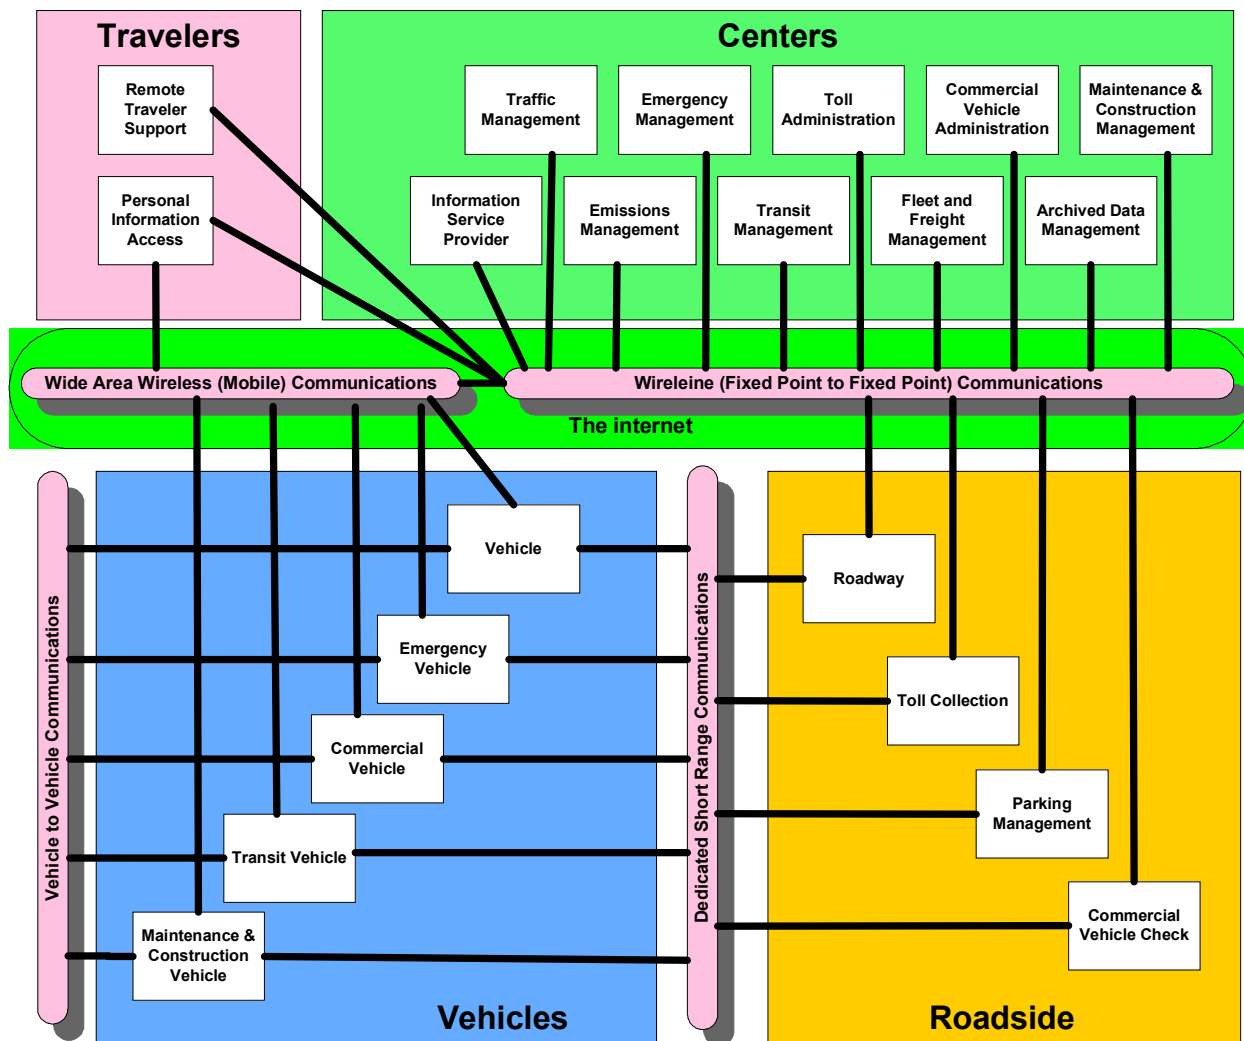 Travelers
Centers
Remote
Traveler
Support
Traffic
Management
Emergency
Management
Toll
Administration
Commercial
Vehicle
Administration
Maintenance &
Construction
Management
Personal
Information
Access
Information
Service
Provider
Emissions
Management
Transit
Management
Fleet and
Freight
Management
Archived Data
Management
Wide Area Wireless (Mobile) Communications
Wireleine (Fixed Point to Fixed Point) Communications
The internet
Vehicle to Vehicle Communications
Vehicle
Emergency
Vehicle
Commercial
Vehicle
Transit Vehicle
Maintenance &
Construction
Vehicle
Vehicles
Dedicated Short Range Communications
Roadway
Toll Collection
Parking
Management
Commercial
Vehicle Check
Roadside